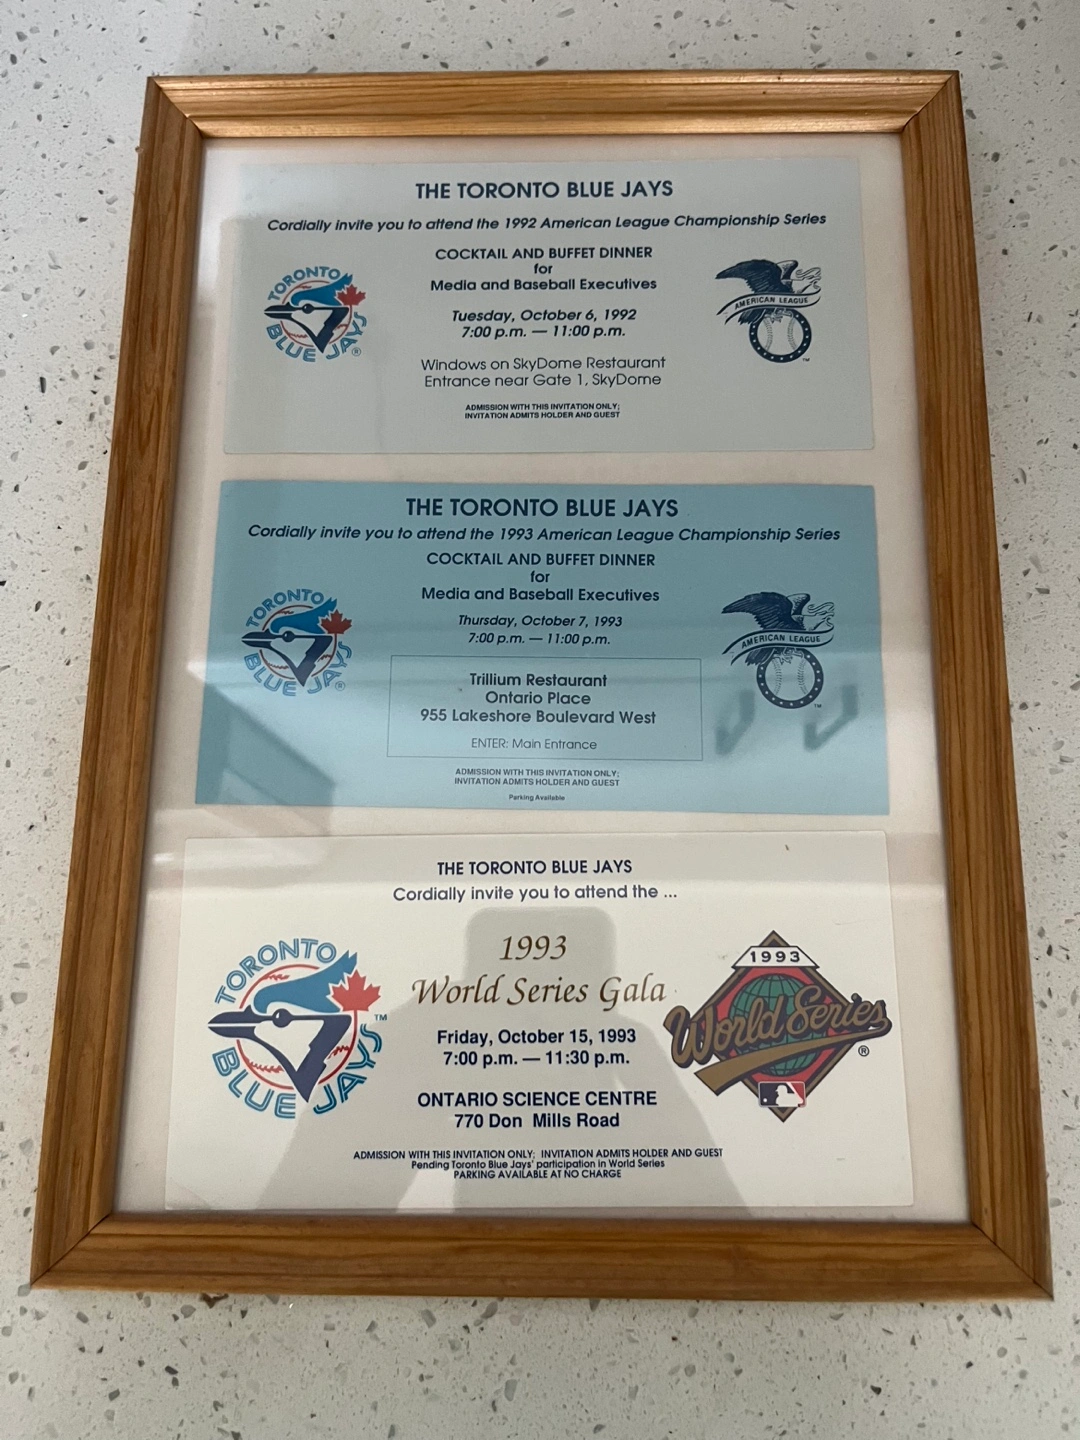 THE TORONTO BLUE JAYS
Cordially invite you to attend the 1992 American League Championship Series
COCKTAIL AND BUFFET DINNER
for
Media and Baseball Executives
Tuesday, October 6, 1992
7:00 p.m. — 11:00 p.m.
Windows on SkyDome Restaurant
Entrance near Gate 1, SkyDome
ADMISSION WITH THIS INVITATION ONLY;
INVITATION ADMITS HOLDER AND GUEST
TORONTO
BLUE JAYS ®
AMERICAN LEAGUE
TM
THE TORONTO BLUE JAYS
Cordially invite you to attend the 1993 American League Championship Series
COCKTAIL AND BUFFET DINNER
for
Media and Baseball Executives
Thursday, October 7, 1993
7:00 p.m. — 11:00 p.m.
Trillium Restaurant
Ontario Place
955 Lakeshore Boulevard West
ENTER: Main Entrance
ADMISSION WITH THIS INVITATION ONLY;
INVITATION ADMITS HOLDER AND GUEST
Parking Available
TORONTO
BLUE JAYS ®
AMERICAN LEAGUE
TM
THE TORONTO BLUE JAYS
Cordially invite you to attend the ...
1993
World Series Gala
Friday, October 15, 1993
7:00 p.m. — 11:30 p.m.
ONTARIO SCIENCE CENTRE
770 Don Mills Road
ADMISSION WITH THIS INVITATION ONLY; INVITATION ADMITS HOLDER AND GUEST
Pending Toronto Blue Jays' participation in World Series
PARKING AVAILABLE AT NO CHARGE
TORONTO
BLUE JAYS TM
1993
World Series ®